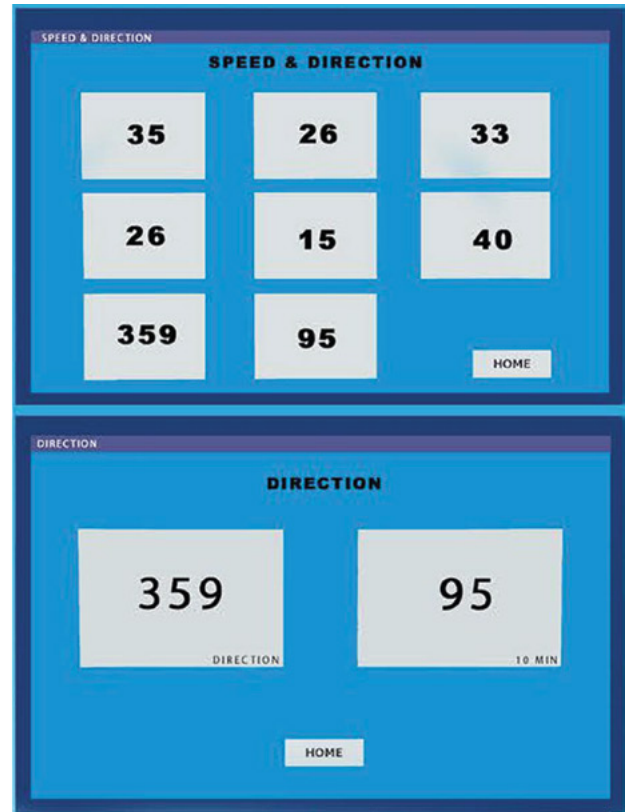 SPEED & DIRECTION
SPEED & DIRECTION
35 26 33
26 15 40
359 95
HOME
DIRECTION
DIRECTION
359 95
DIRECTION 10 MIN
HOME